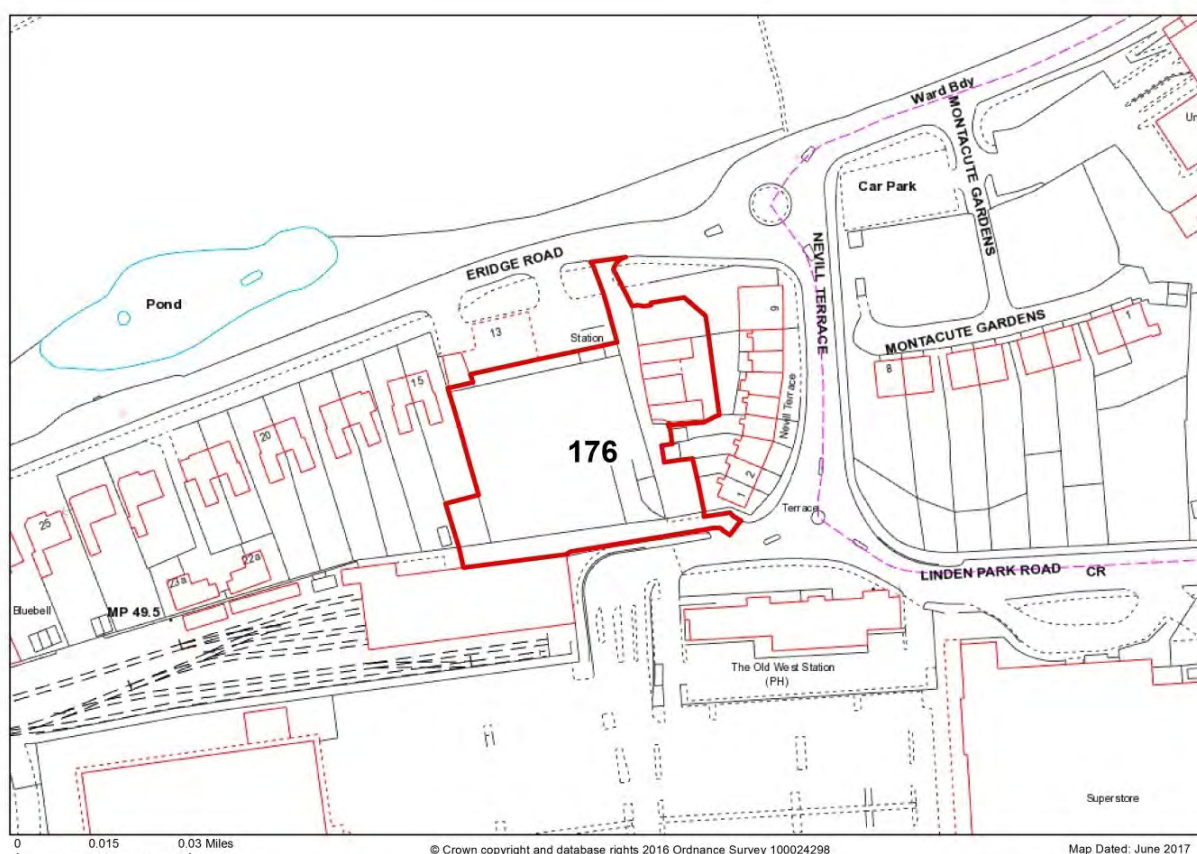 Ward Bdy
MONTACUTE GARDENS
Car Park
ERIDGE ROAD
NEVILL TERRACE
Pond
13
Station
9
MONTACUTE GARDENS
1
8
15
20
Nevill Terrace
176
2
1
25
Terrace
22a
23a
LINDEN PARK ROAD
CR
Bluebell
MP 49.5
The Old West Station
(PH)
Superstore
0
0.015
0.03 Miles
© Crown copyright and database rights 2016 Ordnance Survey 100024298
Map Dated: June 2017